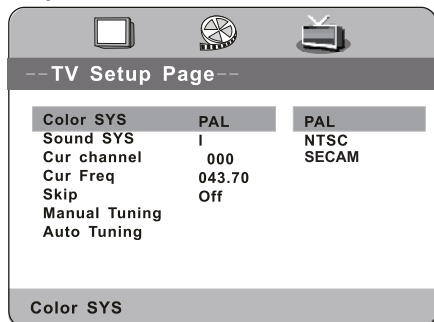 --TV Setup Page--
Color SYS PAL PAL
Sound SYS I NTSC
Cur channel 000 SECAM
Cur Freq 043.70
Skip Off
Manual Tuning
Auto Tuning
Color SYS